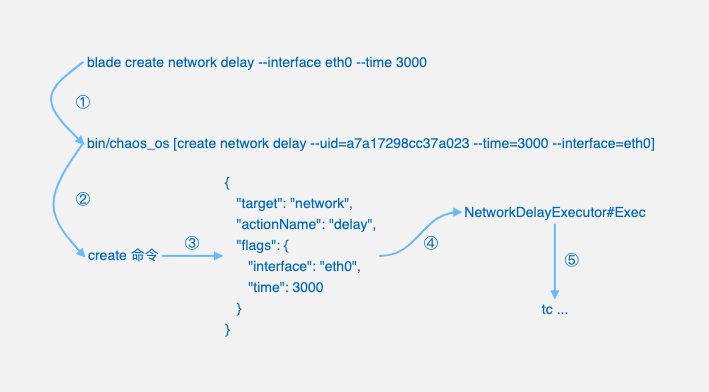 blade create network delay --interface eth0 --time 3000
①
bin/chaos_os [create network delay --uid=a7a17298cc37a023 --time=3000 --interface=eth0]
②
create 命令
③
{
"target": "network",
"actionName": "delay",
"flags": {
"interface": "eth0",
"time": 3000
}
}
④
NetworkDelayExecutor#Exec
⑤
tc ...